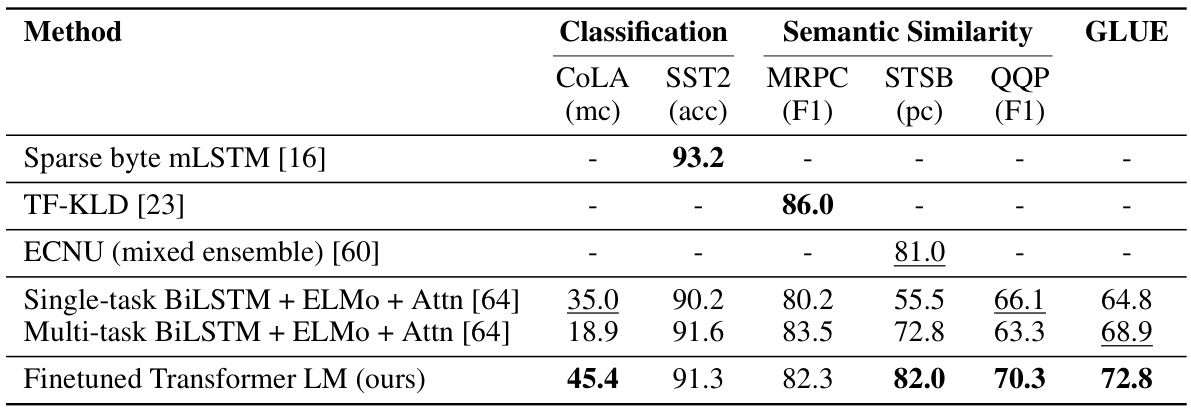 Method Classification Semantic Similarity GLUE
CoLA SST2 MRPC STSB QQP
(mc) (acc) (F1) (pc) (F1)
Sparse byte mLSTM [16] - 93.2 - - - -
TF-KLD [23] - - 86.0 - - -
ECNU (mixed ensemble) [60] - - - 81.0 - -
Single-task BiLSTM + ELMo + Attn [64] 35.0 90.2 80.2 55.5 66.1 64.8
Multi-task BiLSTM + ELMo + Attn [64] 18.9 91.6 83.5 72.8 63.3 68.9
Finetuned Transformer LM (ours) 45.4 91.3 82.3 82.0 70.3 72.8